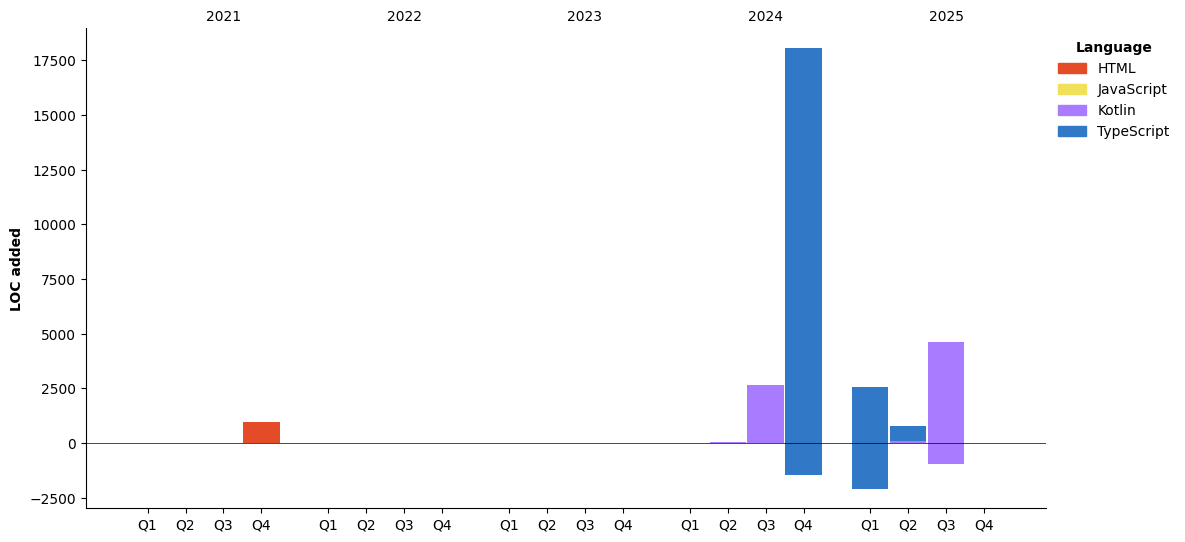 2021 2022 2023 2024 2025
Language
HTML
JavaScript
Kotlin
TypeScript
LOC added
17500
15000
12500
10000
7500
5000
2500
0
−2500
Q1 Q2 Q3 Q4 Q1 Q2 Q3 Q4 Q1 Q2 Q3 Q4 Q1 Q2 Q3 Q4 Q1 Q2 Q3 Q4